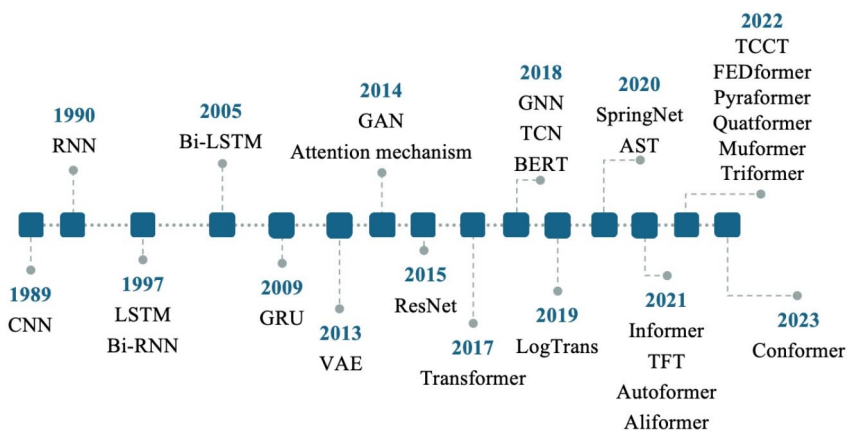 1989
CNN
1990
RNN
1997
LSTM
Bi-RNN
2005
Bi-LSTM
2009
GRU
2013
VAE
2014
GAN
Attention mechanism
2015
ResNet
2017
Transformer
2018
GNN
TCN
BERT
2019
LogTrans
2020
SpringNet
AST
2021
Informer
TFT
Autoformer
Aliformer
2022
TCCT
FEDformer
Pyraformer
Quatformer
Muformer
Triformer
2023
Conformer